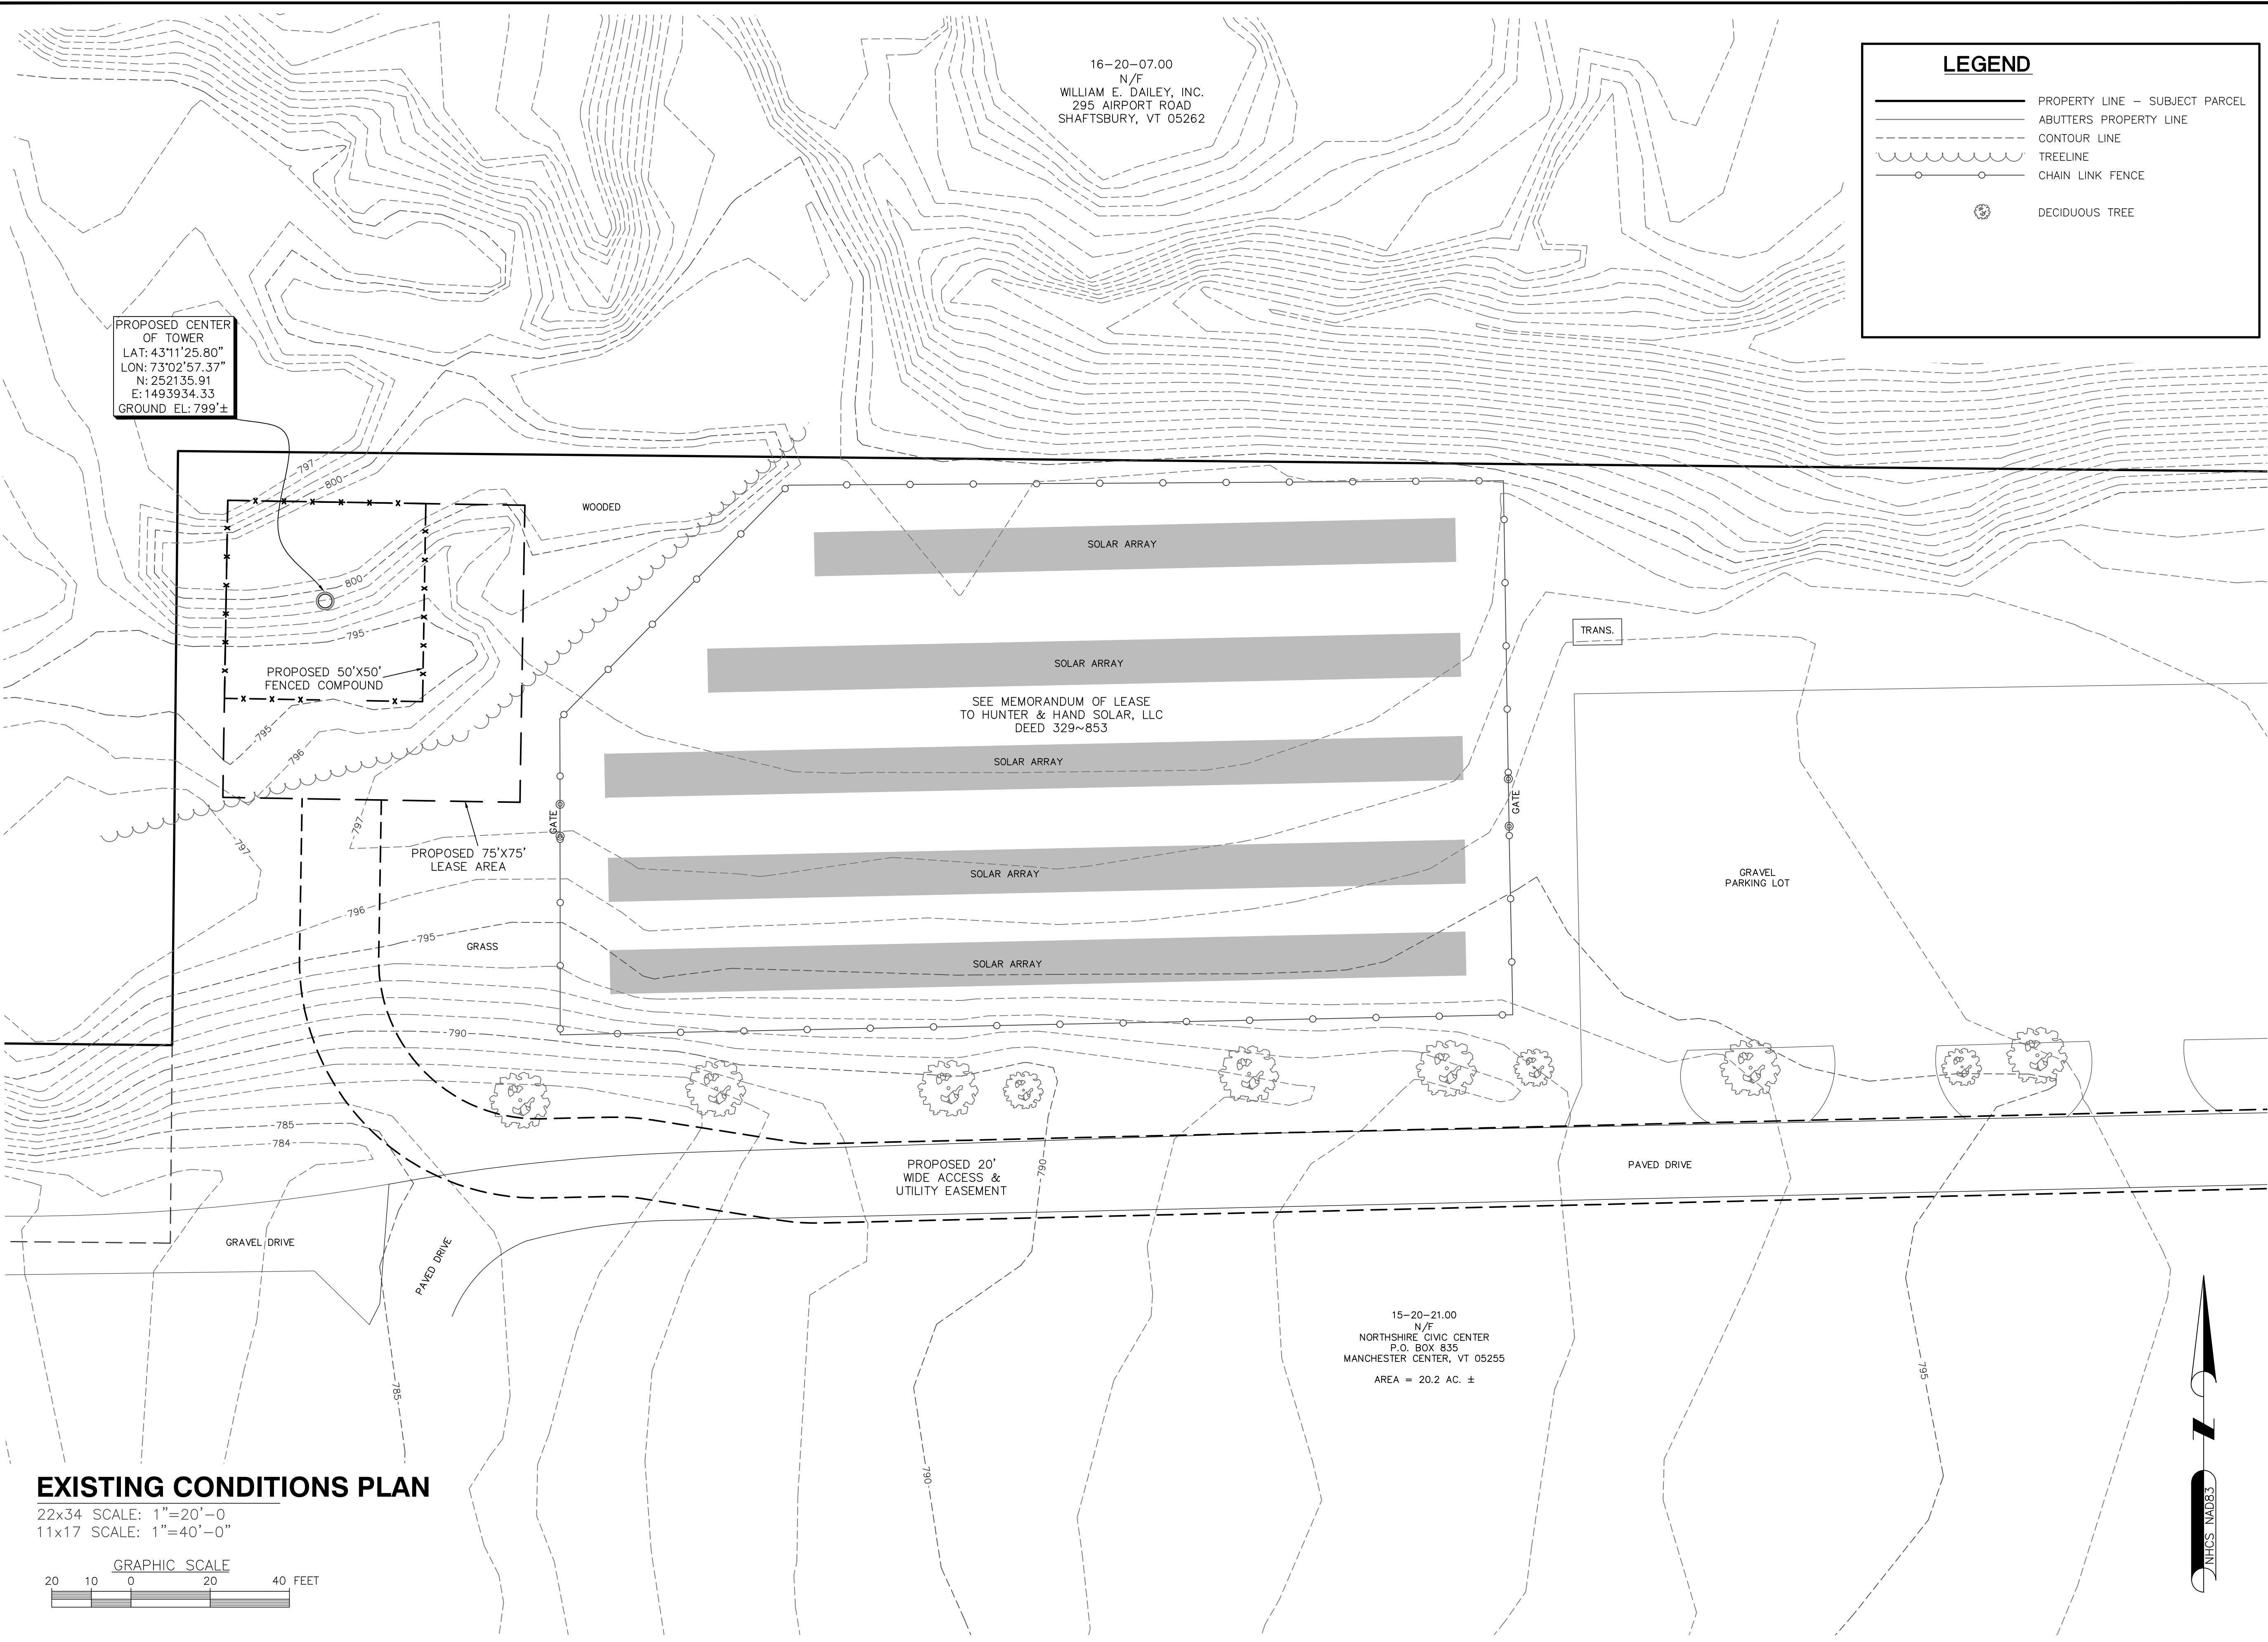 16-20-07.00
N/F
WILLIAM E. DAILEY, INC.
295 AIRPORT ROAD
SHAFTSBURY, VT 05262
LEGEND
PROPERTY LINE - SUBJECT PARCEL
ABUTTERS PROPERTY LINE
CONTOUR LINE
TREELINE
CHAIN LINK FENCE
DECIDUOUS TREE
PROPOSED CENTER
OF TOWER
LAT: 43°11'25.80"
LON: 73°02'57.37"
N: 252135.91
E: 1493934.33
GROUND EL: 799'±
797
800
WOODED
800
795
PROPOSED 50'X50'
FENCED COMPOUND
795
796
797
797
PROPOSED 75'X75'
LEASE AREA
796
795
GRASS
790
785
784
SOLAR ARRAY
SOLAR ARRAY
SEE MEMORANDUM OF LEASE
TO HUNTER & HAND SOLAR, LLC
DEED 329~853
SOLAR ARRAY
GATE
GATE
SOLAR ARRAY
SOLAR ARRAY
TRANS.
GRAVEL
PARKING LOT
PROPOSED 20'
WIDE ACCESS &
UTILITY EASEMENT
790
PAVED DRIVE
GRAVEL DRIVE
PAVED DRIVE
15-20-21.00
N/F
NORTHSHIRE CIVIC CENTER
P.O. BOX 835
MANCHESTER CENTER, VT 05255
AREA = 20.2 AC. ±
785
790
795
N
NHCS NAD83
EXISTING CONDITIONS PLAN
22x34 SCALE: 1"=20'-0
11x17 SCALE: 1"=40'-0"
GRAPHIC SCALE
20 10 0 20 40 FEET